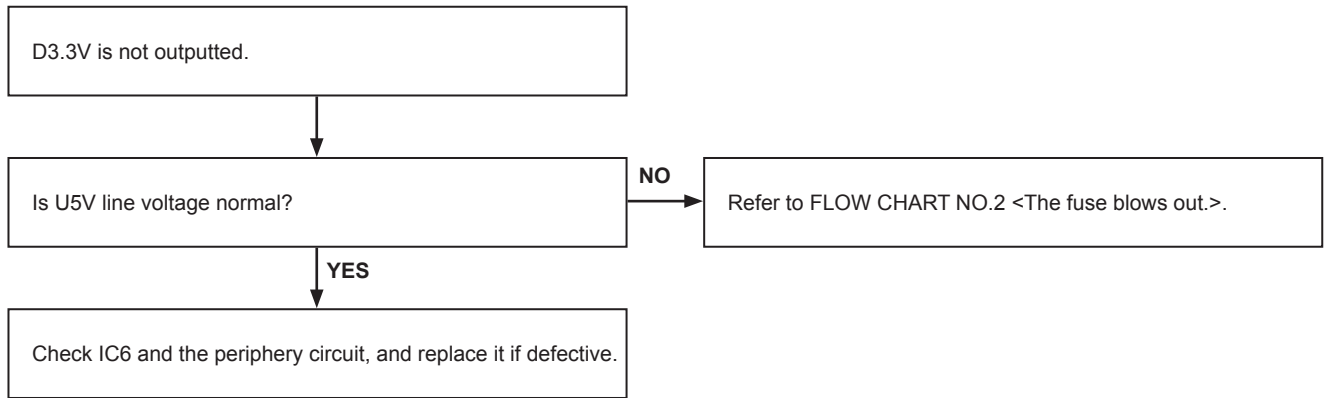 D3.3V is not outputted.
Is U5V line voltage normal?
NO
Refer to FLOW CHART NO.2 <The fuse blows out.>.
YES
Check IC6 and the periphery circuit, and replace it if defective.